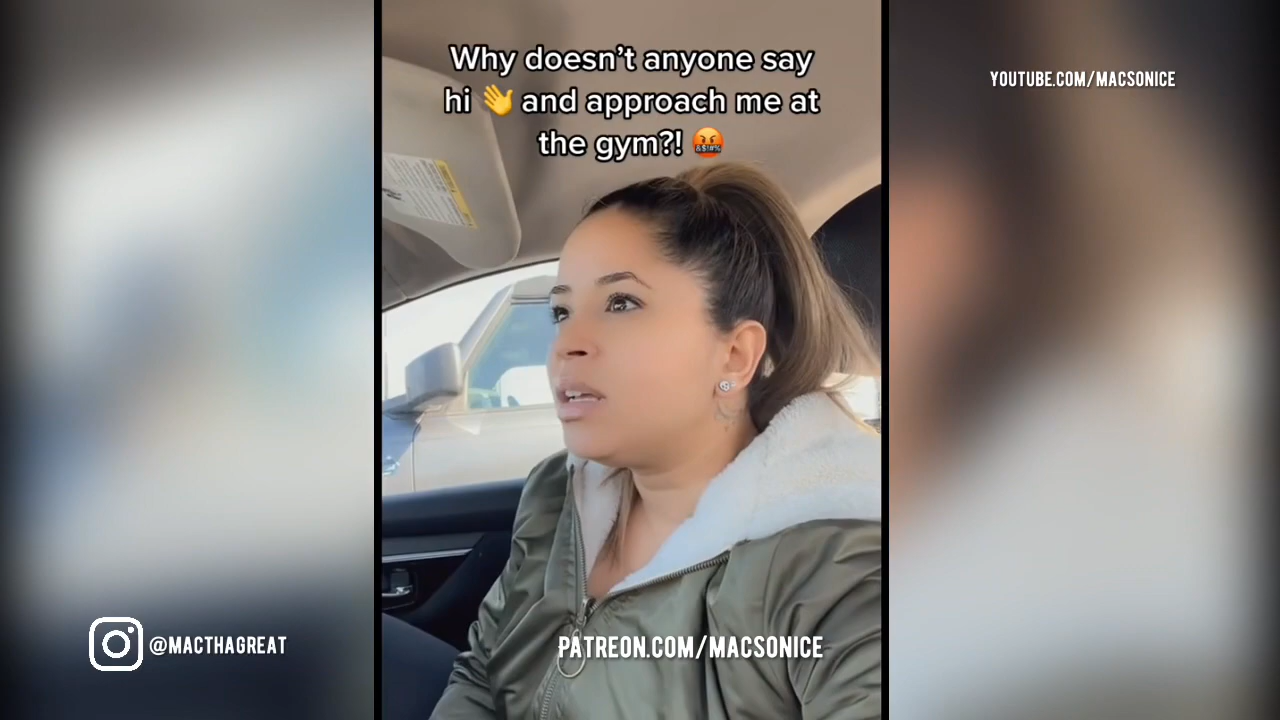 Why doesn't anyone say
hi 👋 and approach me at
the gym?! 🤬
YOUTUBE.COM/MACSONICE
@MACTHAGREAT
PATREON.COM/MACSONICE